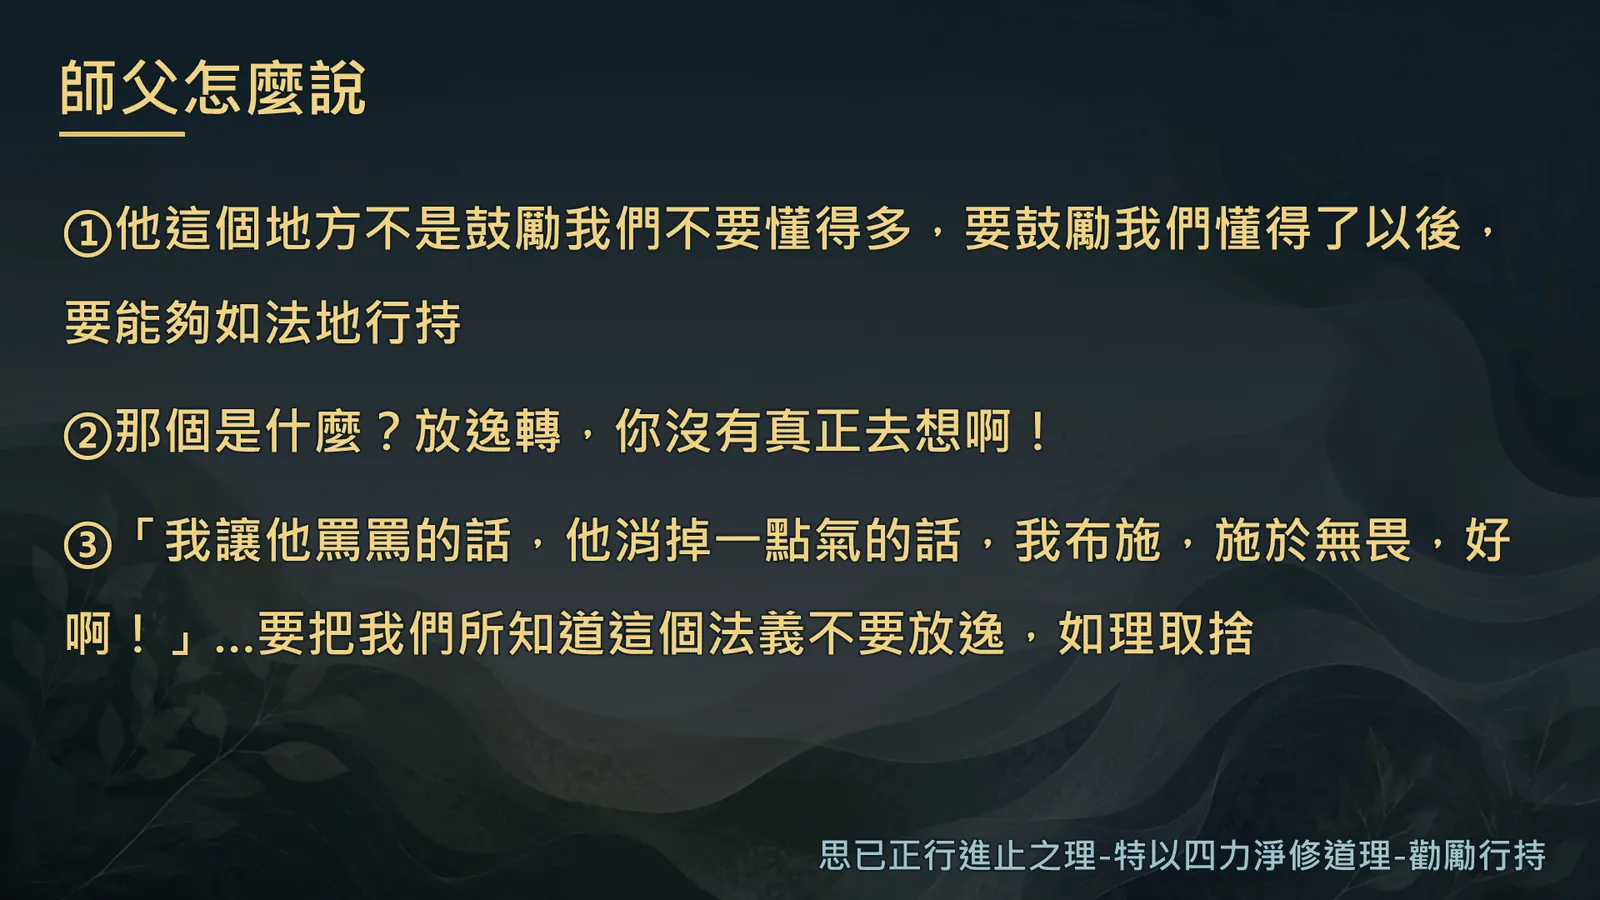 師父怎麼說
①他這個地方不是鼓勵我們不要懂得多，要鼓勵我們懂得了以後，
要能夠如法地行持
②那個是什麼？放逸轉，你沒有真正去想啊！
③「我讓他罵罵的話，他消掉一點氣的話，我布施，施於無畏，好
啊！」...要把我們所知道這個法義不要放逸，如理取捨
思已正行進止之理-特以四力淨修道理-勸勵行持